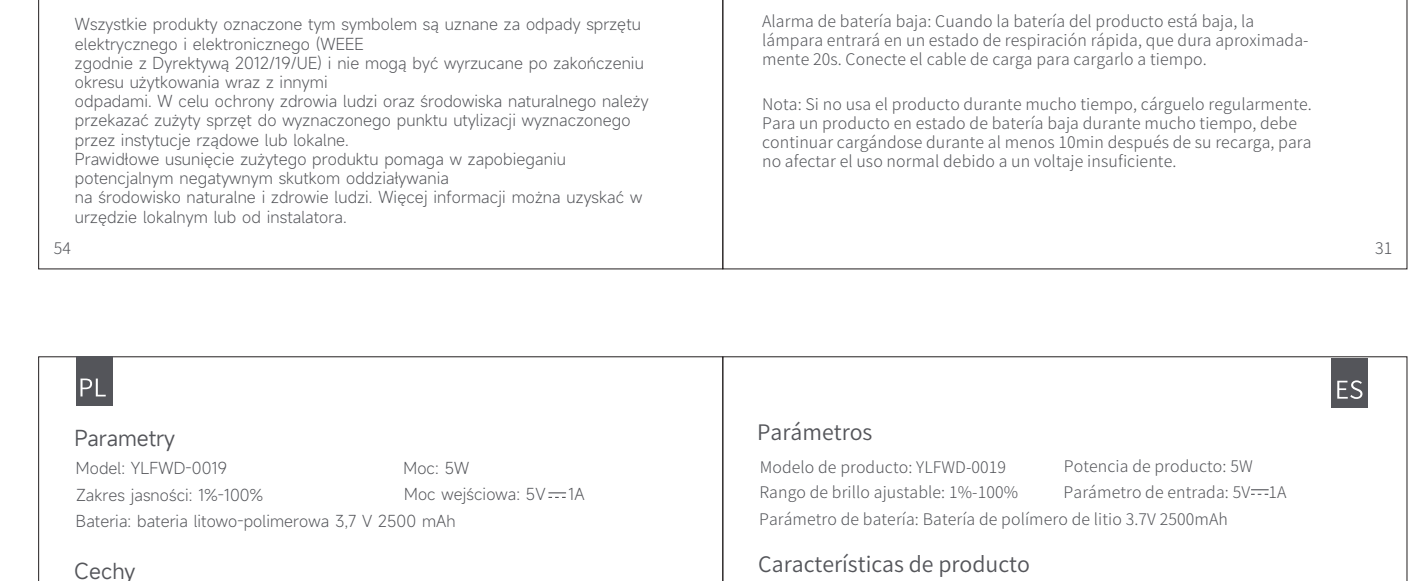 Wszystkie produkty oznaczone tym symbolem są uznane za odpady sprzętu
elektrycznego i elektronicznego (WEEE
zgodnie z Dyrektywą 2012/19/UE) i nie mogą być wyrzucane po zakończeniu
okresu użytkowania wraz z innymi
odpadami. W celu ochrony zdrowia ludzi oraz środowiska naturalnego należy
przekazać zużyty sprzęt do wyznaczonego punktu utylizacji wyznaczonego
przez instytucje rządowe lub lokalne.
Prawidłowe usunięcie zużytego produktu pomaga w zapobieganiu
potencjalnym negatywnym skutkom oddziaływania
na środowisko naturalne i zdrowie ludzi. Więcej informacji można uzyskać w
urzędzie lokalnym lub od instalatora.
54
Alarma de batería baja: Cuando la batería del producto está baja, la
lámpara entrará en un estado de respiración rápida, que dura aproximada-
mente 20s. Conecte el cable de carga para cargarlo a tiempo.
Nota: Si no usa el producto durante mucho tiempo, cárguelo regularmente.
Para un producto en estado de batería baja durante mucho tiempo, debe
continuar cargándose durante al menos 10min después de su recarga, para
no afectar el uso normal debido a un voltaje insuficiente.
31
PL
Parametry
Model: YLFWD-0019 Moc: 5W
Zakres jasności: 1%-100% Moc wejściowa: 5V⎓1A
Bateria: bateria litowo-polimerowa 3,7 V 2500 mAh
Cechy
ES
Parámetros
Modelo de producto: YLFWD-0019 Potencia de producto: 5W
Rango de brillo ajustable: 1%-100% Parámetro de entrada: 5V⎓1A
Parámetro de batería: Batería de polímero de litio 3.7V 2500mAh
Características de producto